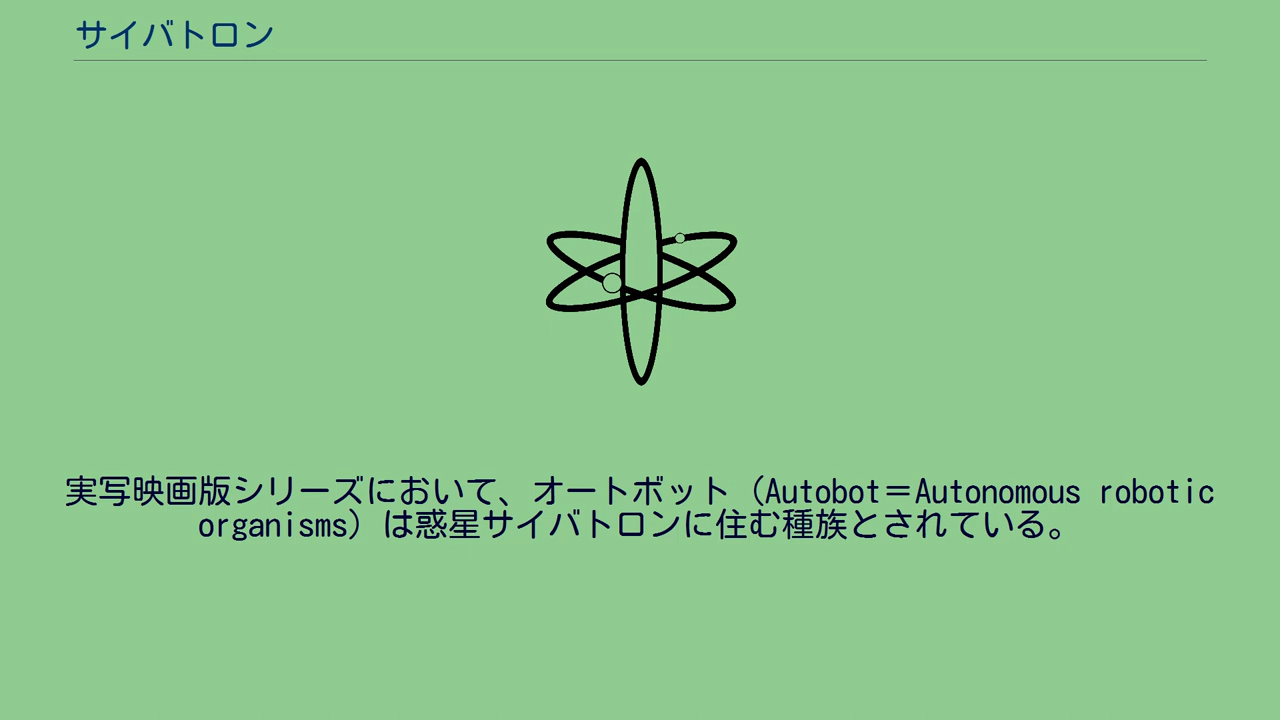 サイバトロン
実写映画版シリーズにおいて、オートボット（Autobot＝Autonomous robotic
organisms）は惑星サイバトロンに住む種族とされている。